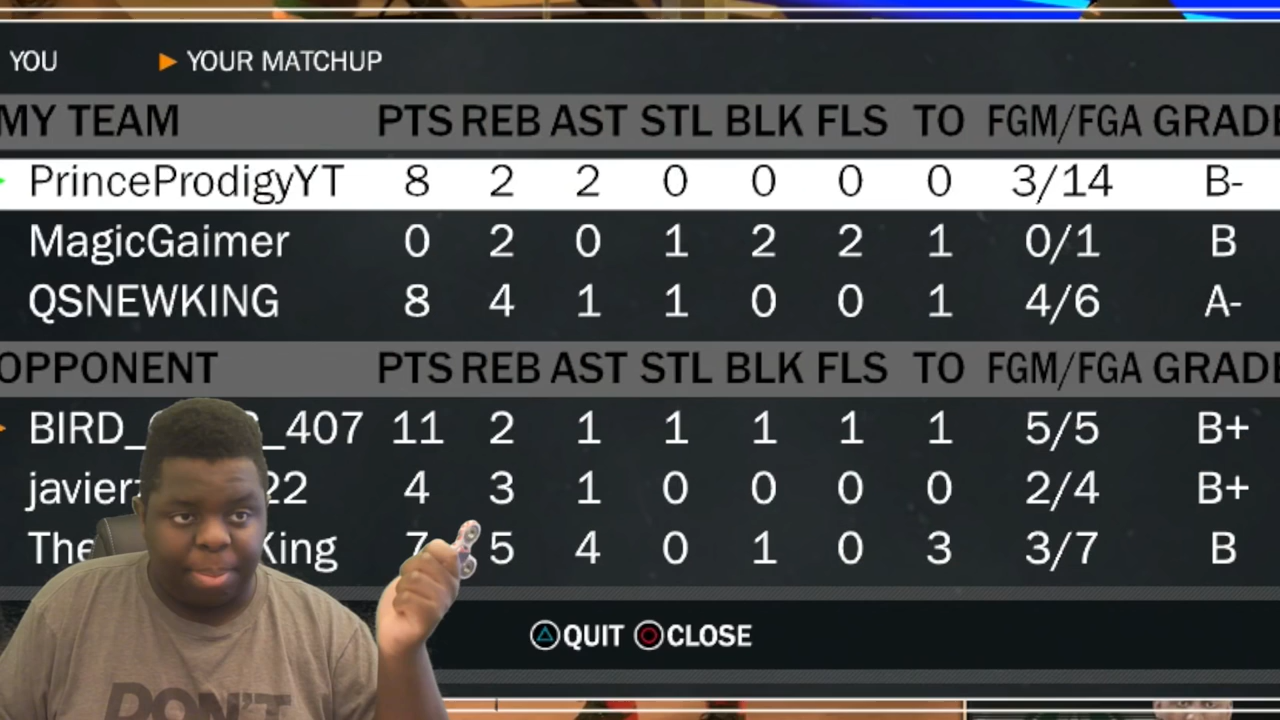 YOU YOUR MATCHUP
MY TEAM PTS REB AST STL BLK FLS TO FGM/FGA GRADE
PrinceProdigyYT 8 2 2 0 0 0 0 3/14 B-
MagicGaimer 0 2 0 1 2 2 1 0/1 B
QSNEWKING 8 4 1 1 0 0 1 4/6 A-
OPPONENT PTS REB AST STL BLK FLS TO FGM/FGA GRADE
BIRD_ _407 11 2 1 1 1 1 1 5/5 B+
javier 22 4 3 1 0 0 0 0 2/4 B+
The King 7 5 4 0 1 0 3 3/7 B
QUIT CLOSE
DON'T